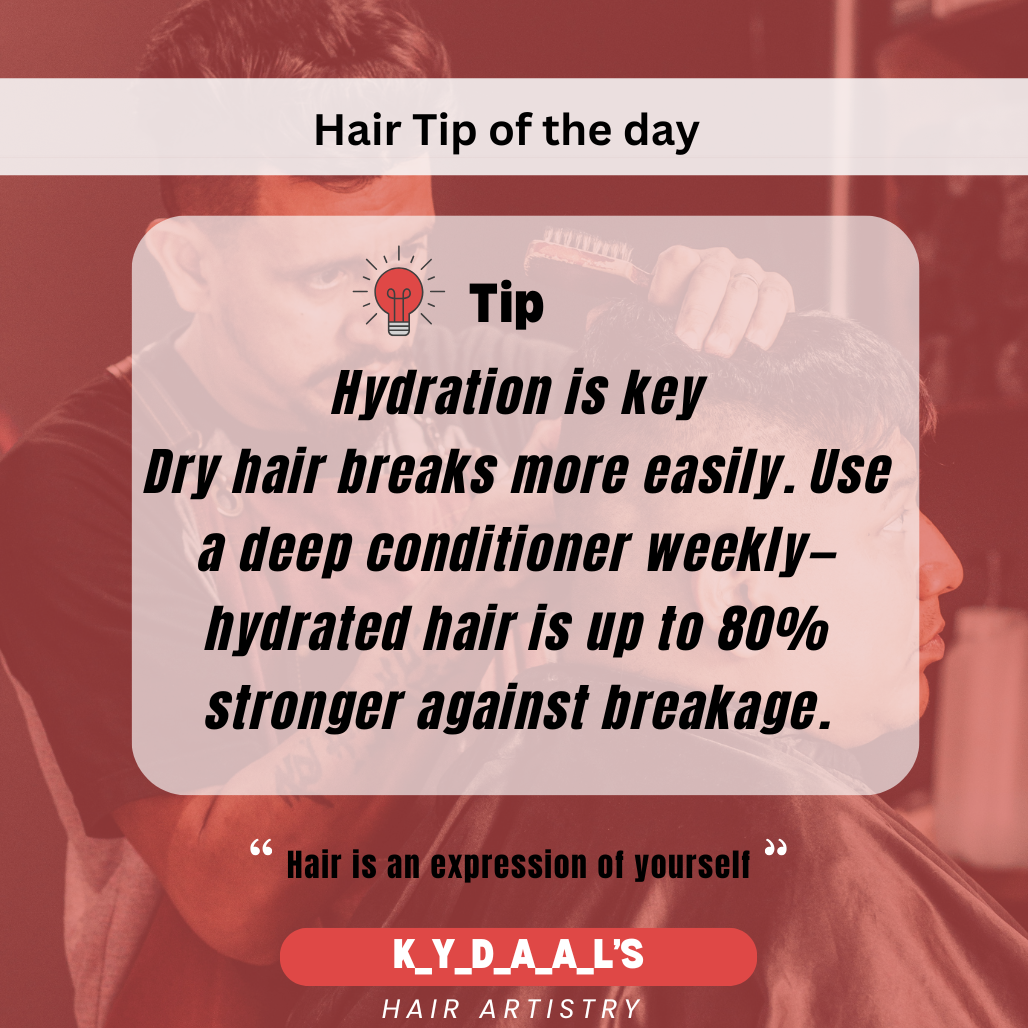 Hair Tip of the day
Tip
Hydration is key
Dry hair breaks more easily. Use
a deep conditioner weekly—
hydrated hair is up to 80%
stronger against breakage.
“ Hair is an expression of yourself ”
K_Y_D_A_A_L'S
HAIR ARTISTRY